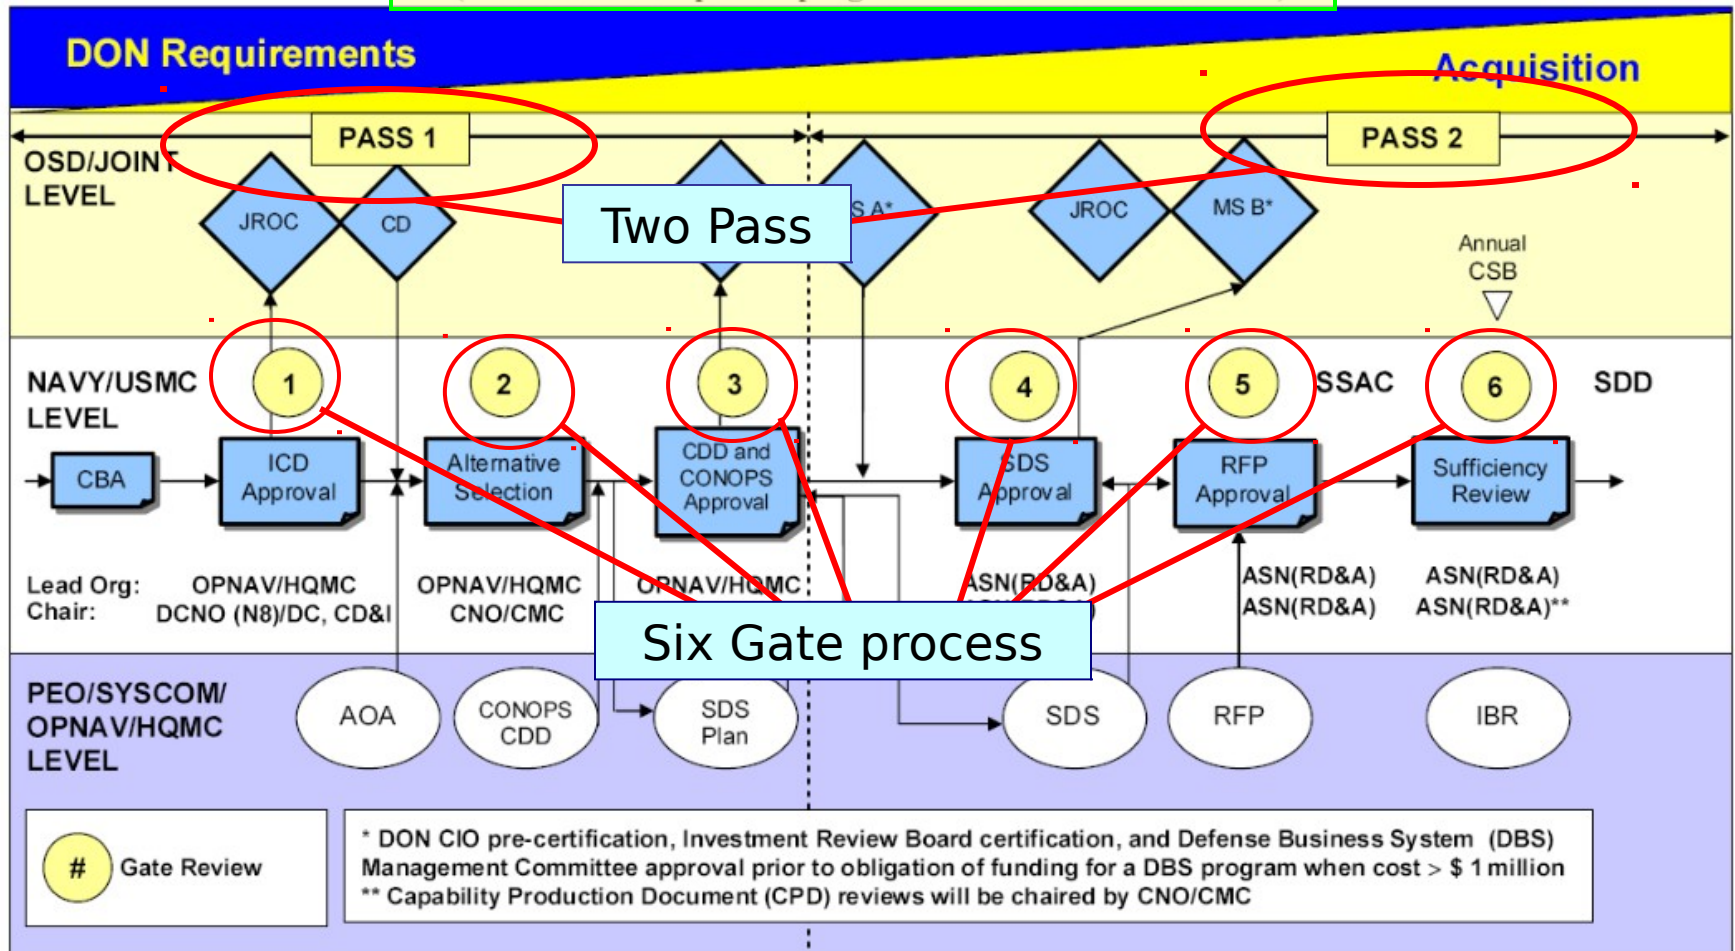 DON Requirements
Acquisition
PASS 1
PASS 2
OSD/JOINT
LEVEL
JROC
CD
Two Pass
S A*
JROC
MS B*
Annual
CSB
1
2
3
4
5
6
NAVY/USMC
LEVEL
SSAC
SDD
CBA
ICD
Approval
Alternative
Selection
CDD and
CONOPS
Approval
SDS
Approval
RFP
Approval
Sufficiency
Review
Lead Org:
Chair:
OPNAV/HQMC
DCNO (N8)/DC, CD&I
OPNAV/HQMC
CNO/CMC
OPNAV/HQMC
ASN(RD&A)
ASN(RD&A)
ASN(RD&A)
ASN(RD&A)
ASN(RD&A)**
Six Gate process
PEO/SYSCOM/
OPNAV/HQMC
LEVEL
AOA
CONOPS
CDD
SDS
Plan
SDS
RFP
IBR
#
Gate Review
* DON CIO pre-certification, Investment Review Board certification, and Defense Business System (DBS)
Management Committee approval prior to obligation of funding for a DBS program when cost > $ 1 million
** Capability Production Document (CPD) reviews will be chaired by CNO/CMC